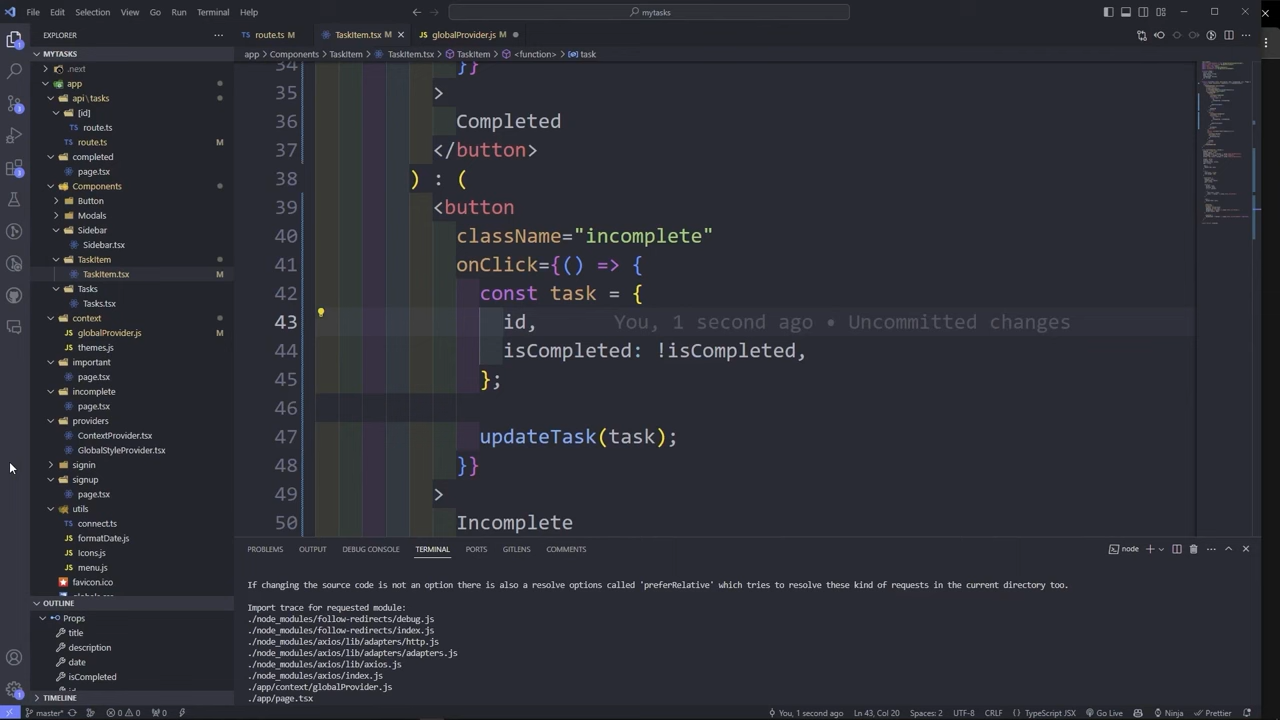 File Edit Selection View Go Run Terminal Help
mytasks
EXPLORER
route.ts M
TaskItem.tsx M
globalProvider.js M
MYTASKS
app > Components > TaskItem > TaskItem.tsx > TaskItem > <function> > task
.next
app
api\tasks
[id]
route.ts
route.ts M
completed
page.tsx
Components
Button
Modals
Sidebar
Sidebar.tsx
TaskItem
TaskItem.tsx M
Tasks
Tasks.tsx
context
globalProvider.js M
themes.js
important
page.tsx
incomplete
page.tsx
providers
ContextProvider.tsx
GlobalStyleProvider.tsx
signin
signup
page.tsx
utils
connect.ts
formatDate.js
Icons.js
menu.js
favicon.ico
OUTLINE
Props
title
description
date
isCompleted
TIMELINE
34 }}
35 >
36 Completed
37 </button>
38 ) : (
39 <button
40 className="incomplete"
41 onClick={() => {
42 const task = {
43 id, You, 1 second ago • Uncommitted changes
44 isCompleted: !isCompleted,
45 };
46
47 updateTask(task);
48 }}
49 >
50 Incomplete
PROBLEMS OUTPUT DEBUG CONSOLE TERMINAL PORTS GITLENS COMMENTS
node
If changing the source code is not an option there is also a resolve options called 'preferRelative' which tries to resolve these kind of requests in the current directory too.
Import trace for requested module:
./node_modules/follow-redirects/debug.js
./node_modules/follow-redirects/index.js
./node_modules/axios/lib/adapters/http.js
./node_modules/axios/lib/adapters/adapters.js
./node_modules/axios/lib/axios.js
./node_modules/axios/index.js
./app/context/globalProvider.js
./app/page.tsx
master* 0 0 0 You, 1 second ago Ln 43, Col 20 Spaces: 2 UTF-8 CRLF {} TypeScript JSX Go Live Ninja Prettier